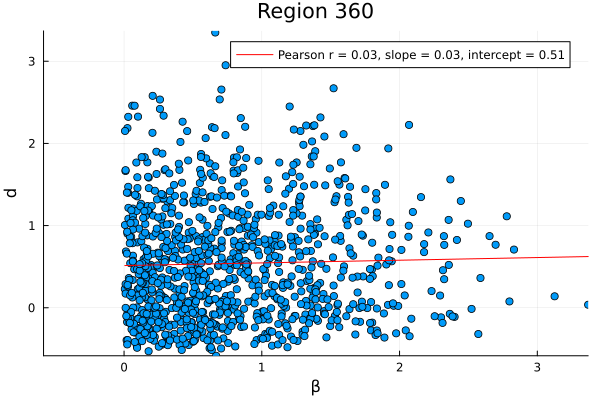 Region 360
Pearson r = 0.03, slope = 0.03, intercept = 0.51
3
2
1
0
d
0 1 2 3
β